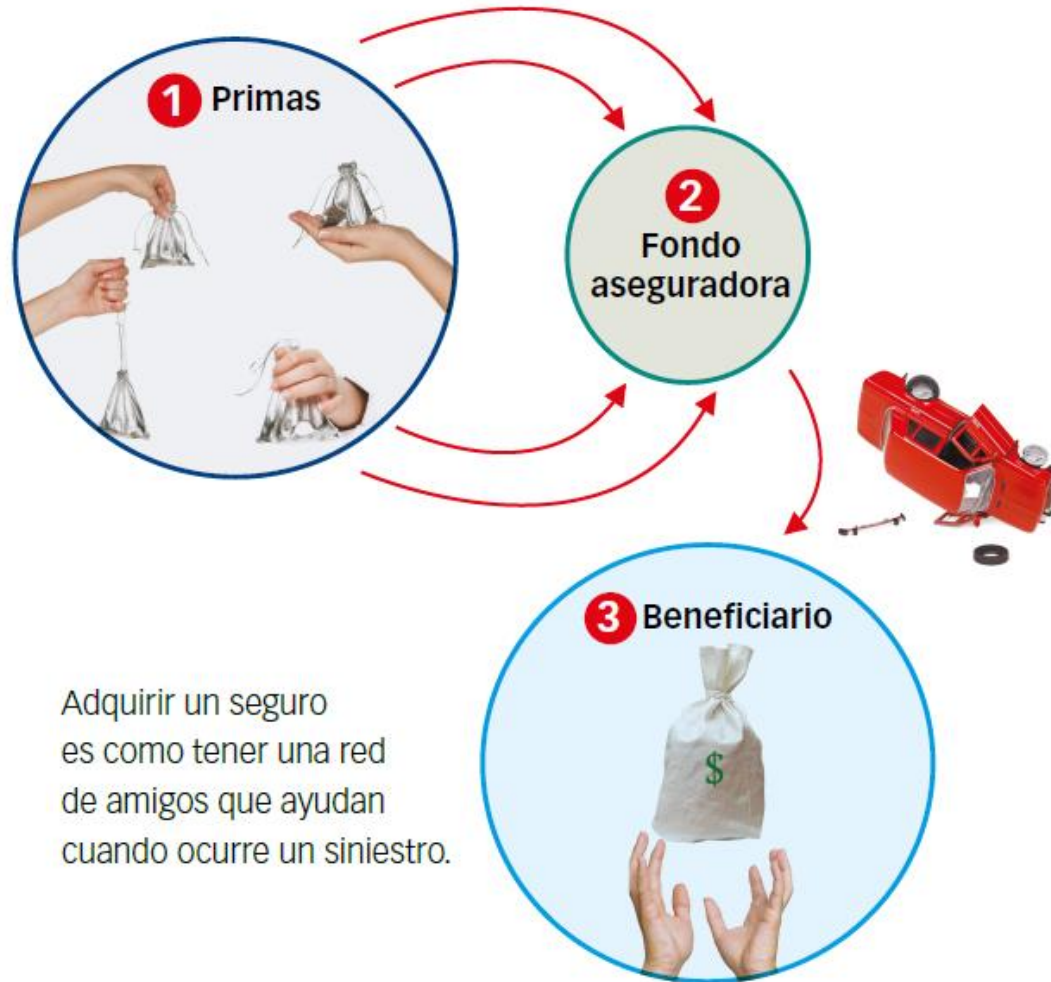 1 Primas
2
Fondo
aseguradora
3 Beneficiario
$
Adquirir un seguro
es como tener una red
de amigos que ayudan
cuando ocurre un siniestro.